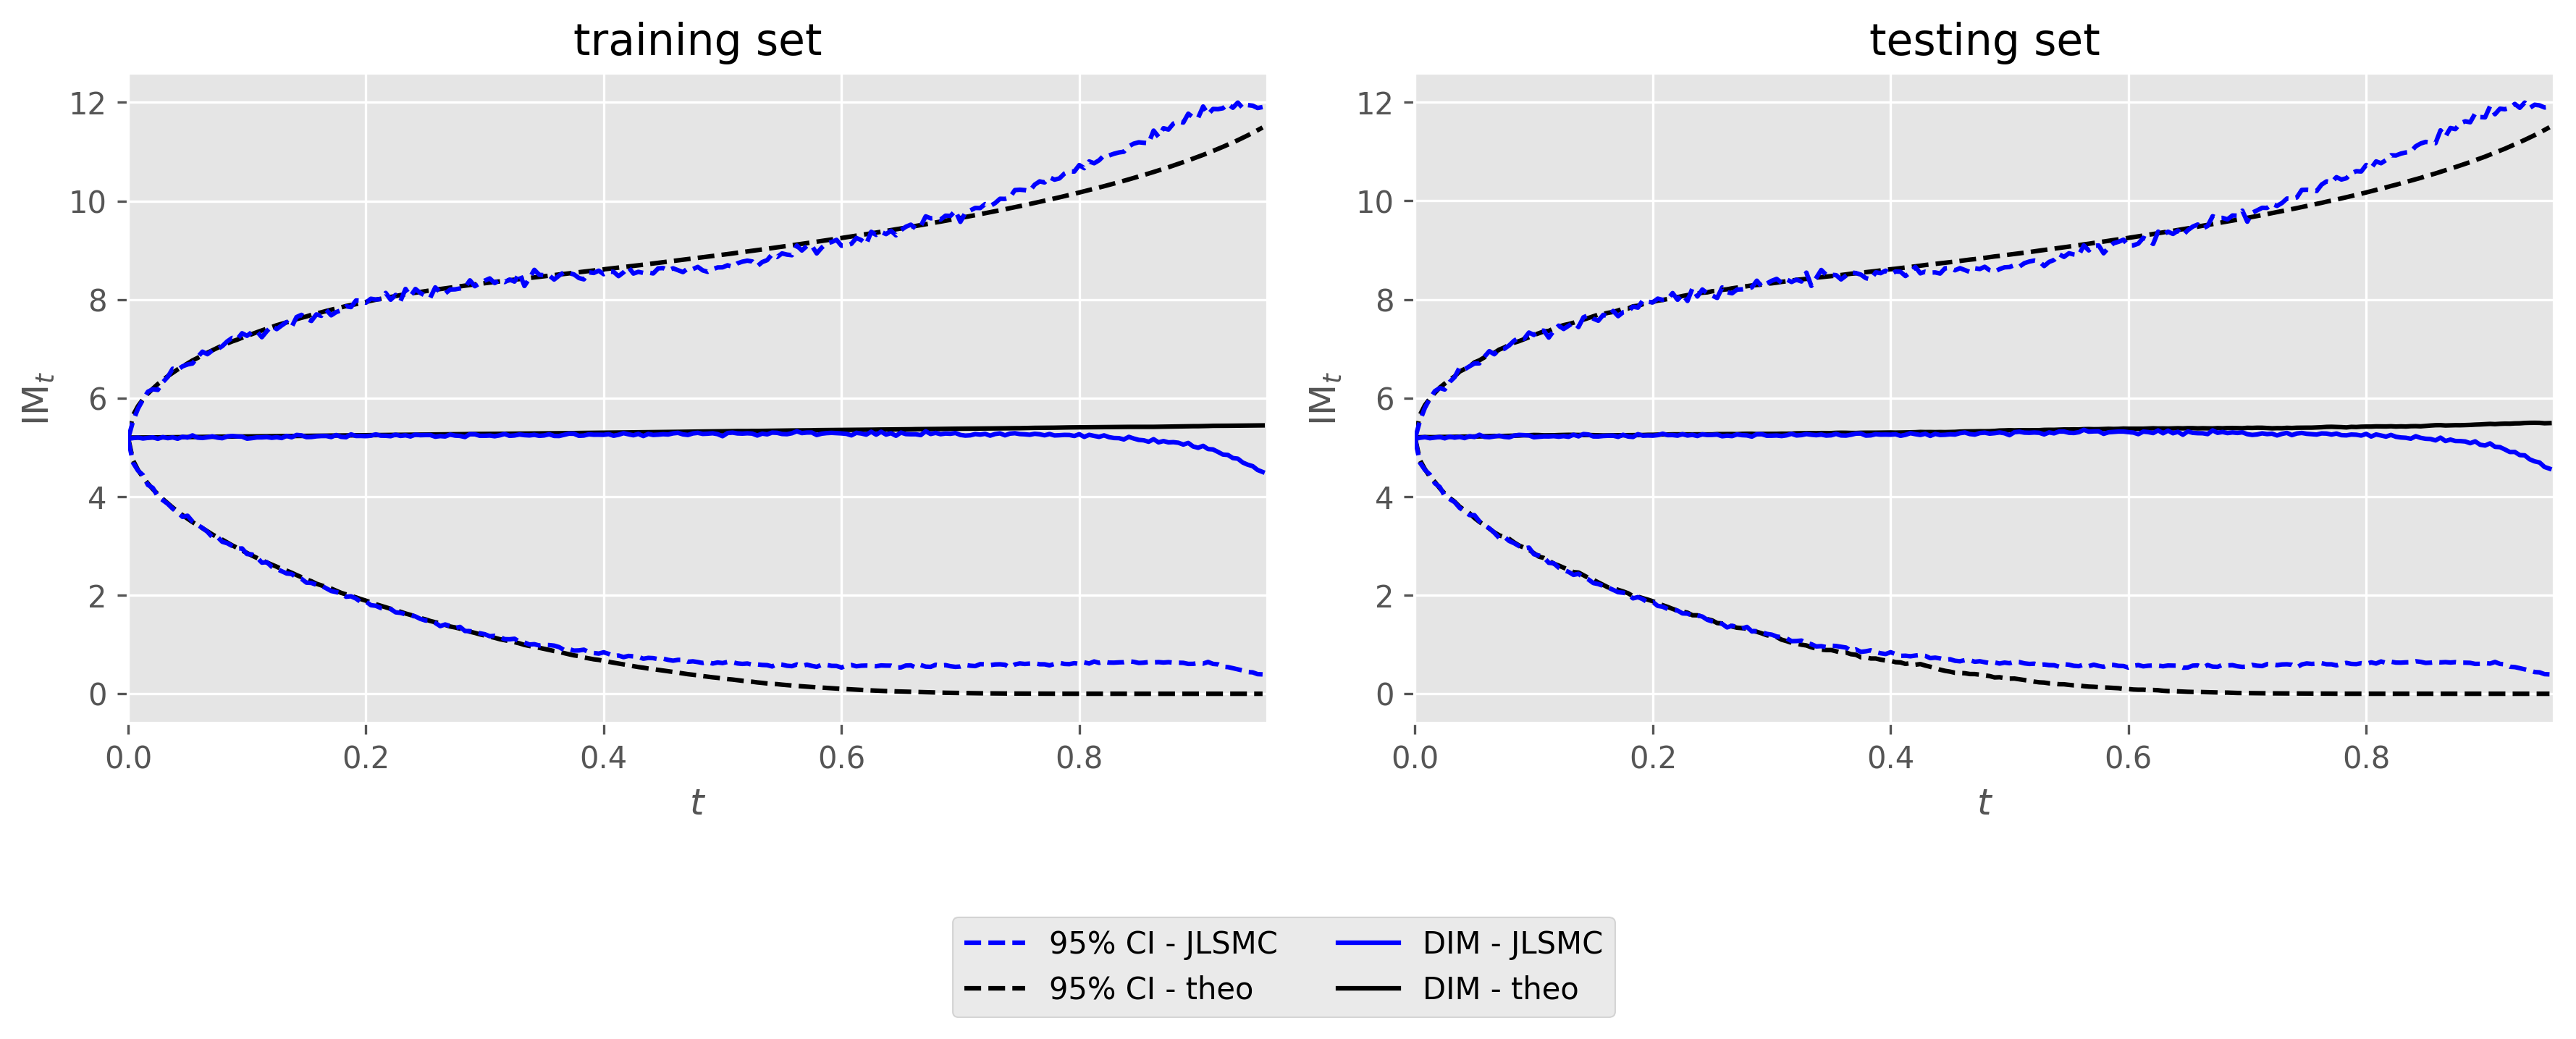 training set
testing set
12
10
8
6
4
2
0
IM_t
0.0 0.2 0.4 0.6 0.8
t
12
10
8
6
4
2
0
IM_t
0.0 0.2 0.4 0.6 0.8
t
95% CI - JLSMC
95% CI - theo
DIM - JLSMC
DIM - theo